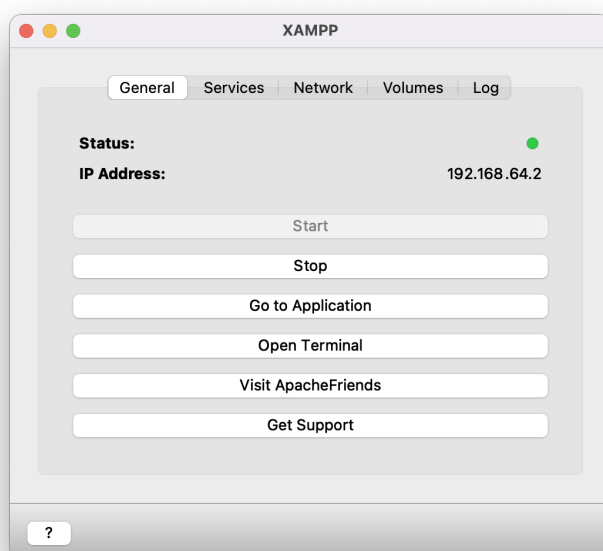 XAMPP
General Services Network Volumes Log
Status:
IP Address: 192.168.64.2
Start
Stop
Go to Application
Open Terminal
Visit ApacheFriends
Get Support
?